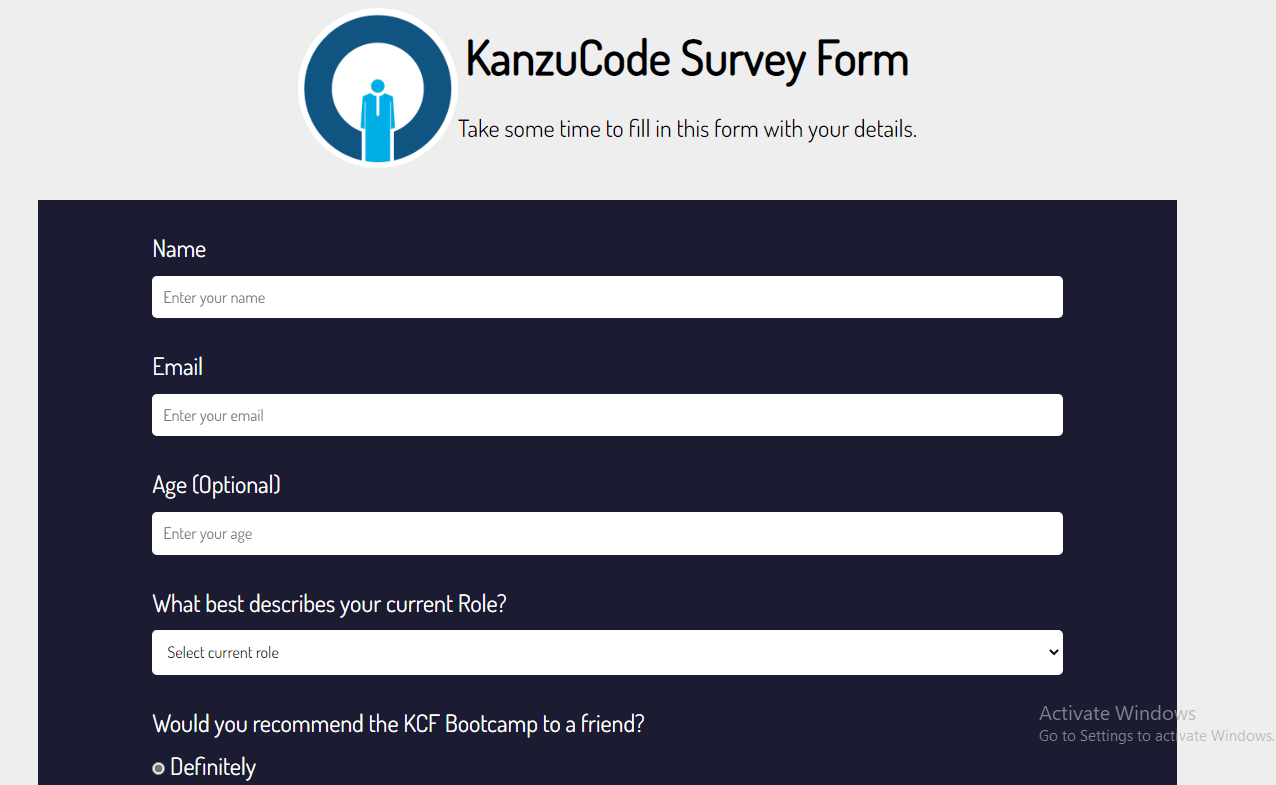 KanzuCode Survey Form
Take some time to fill in this form with your details.
Name
Enter your name
Email
Enter your email
Age (Optional)
Enter your age
What best describes your current Role?
Select current role
Would you recommend the KCF Bootcamp to a friend?
Definitely
Activate Windows
Go to Settings to activate Windows.